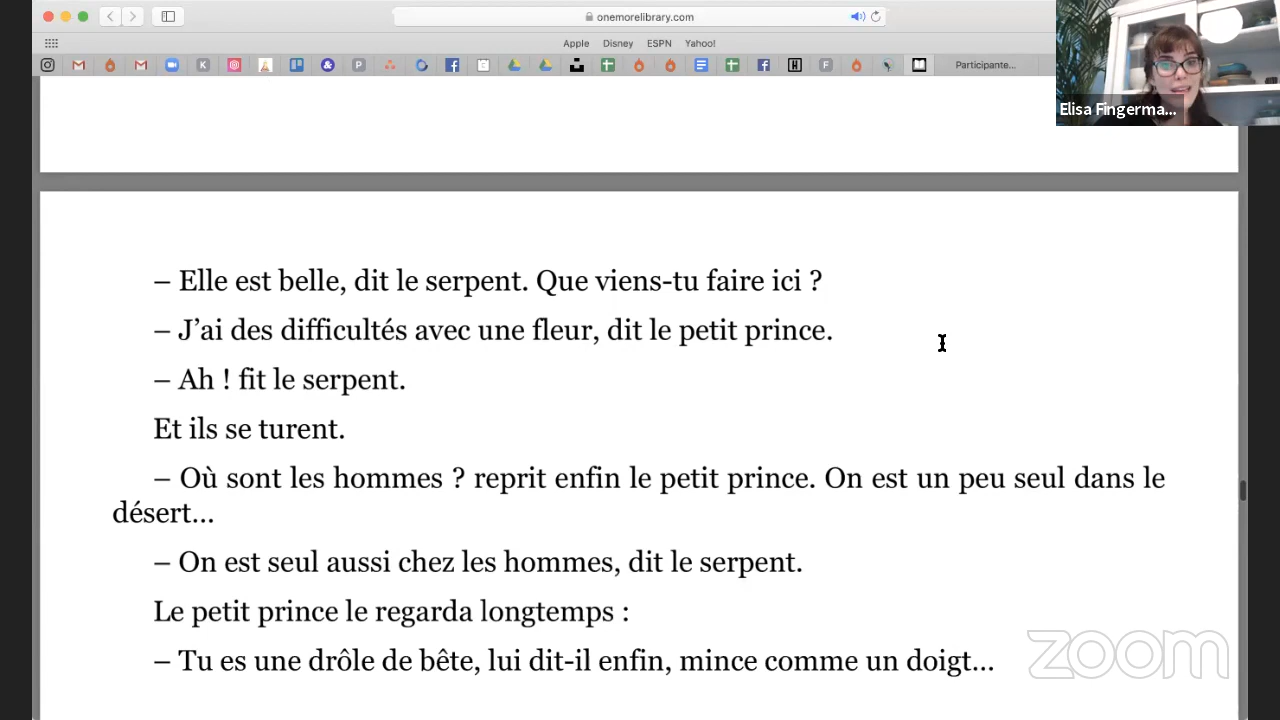 onemorelibrary.com
Apple Disney ESPN Yahoo!
Participante...
Elisa Fingerma...
– Elle est belle, dit le serpent. Que viens-tu faire ici ?
– J’ai des difficultés avec une fleur, dit le petit prince.
– Ah ! fit le serpent.
Et ils se turent.
– Où sont les hommes ? reprit enfin le petit prince. On est un peu seul dans le
désert…
– On est seul aussi chez les hommes, dit le serpent.
Le petit prince le regarda longtemps :
– Tu es une drôle de bête, lui dit-il enfin, mince comme un doigt…
zoom